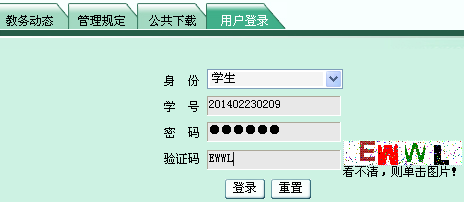 教务动态 管理规定 公共下载 用户登录
身 份 学生
学 号 201402230209
密 码 ●●●●●●
验证码 EWWL EWWL
看不清，则单击图片!
登录 重置